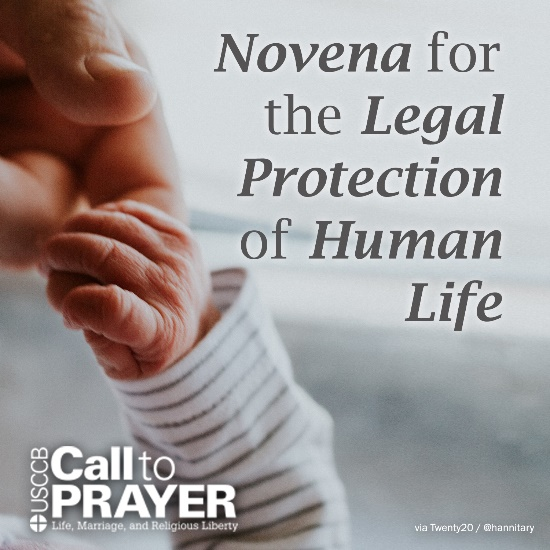 Novena for
the Legal
Protection
of Human
Life
USCCB
Call to
PRAYER
Life, Marriage, and Religious Liberty
via Twenty20 / @hannitary